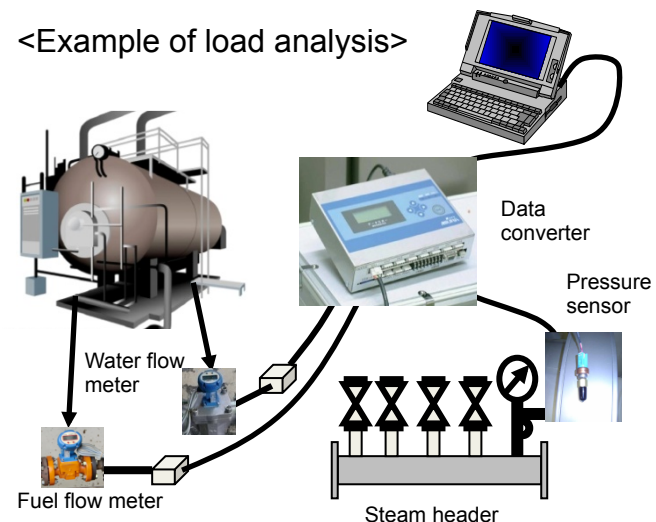 <Example of load analysis>
Data
converter
Pressure
sensor
Water flow
meter
Fuel flow meter
Steam header